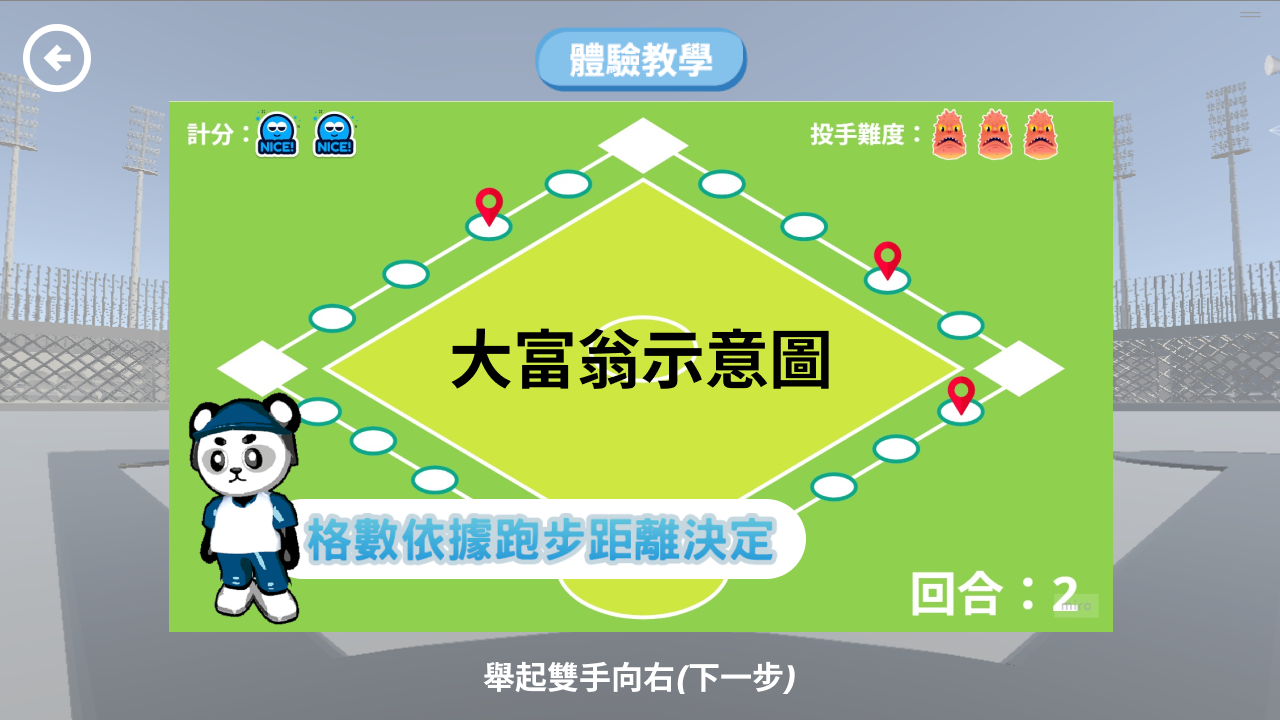 體驗教學
計分：
NICE!
NICE!
投手難度：
大富翁示意圖
格數依據跑步距離決定
回合：2
miro
舉起雙手向右(下一步)